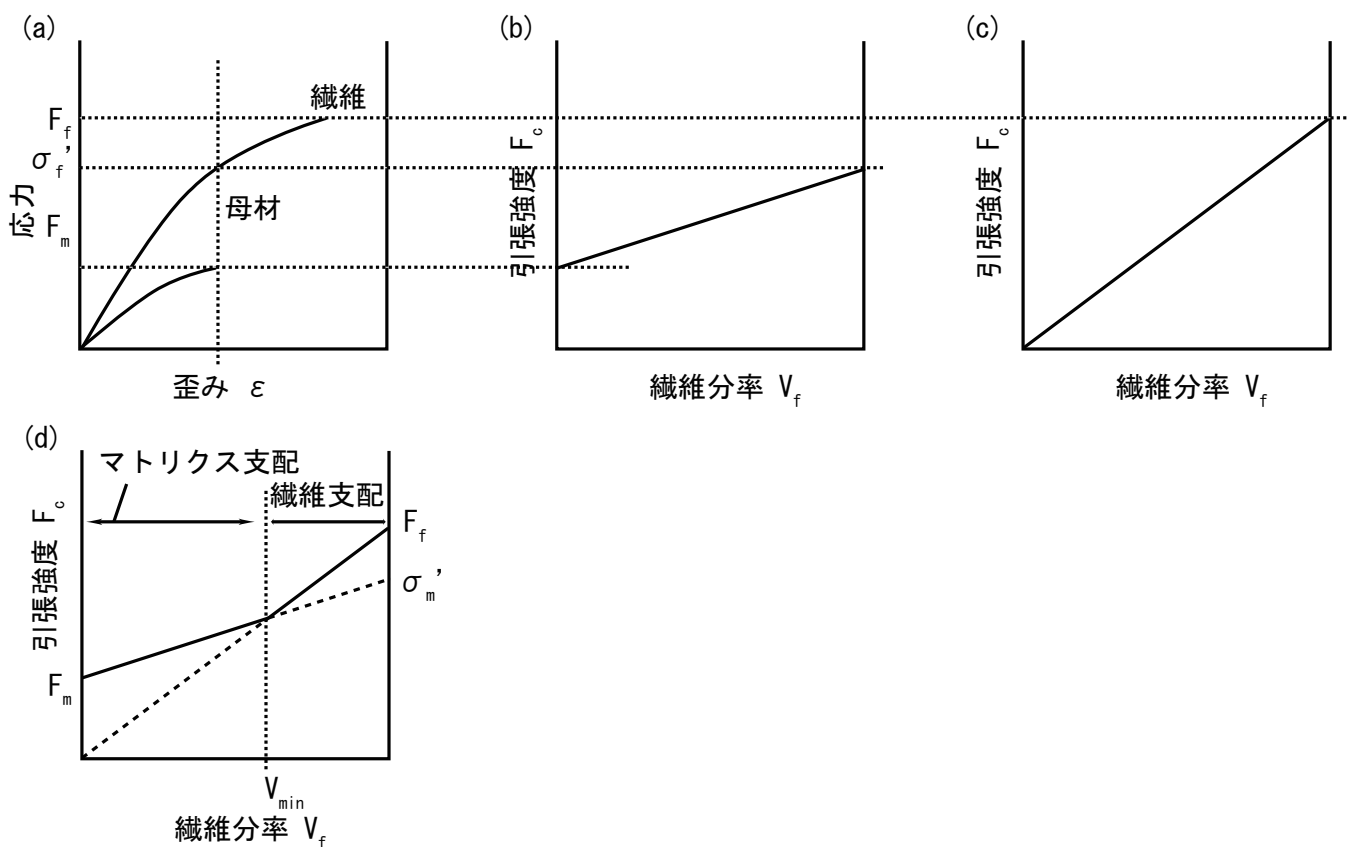 (a)
繊維
F_f
σ_f’
母材
応力
F_m
歪み ε
(b)
引張強度 F_c
繊維分率 V_f
(c)
引張強度 F_c
繊維分率 V_f
(d)
マトリクス支配
繊維支配
引張強度 F_c
F_f
σ_m’
F_m
V_min
繊維分率 V_f